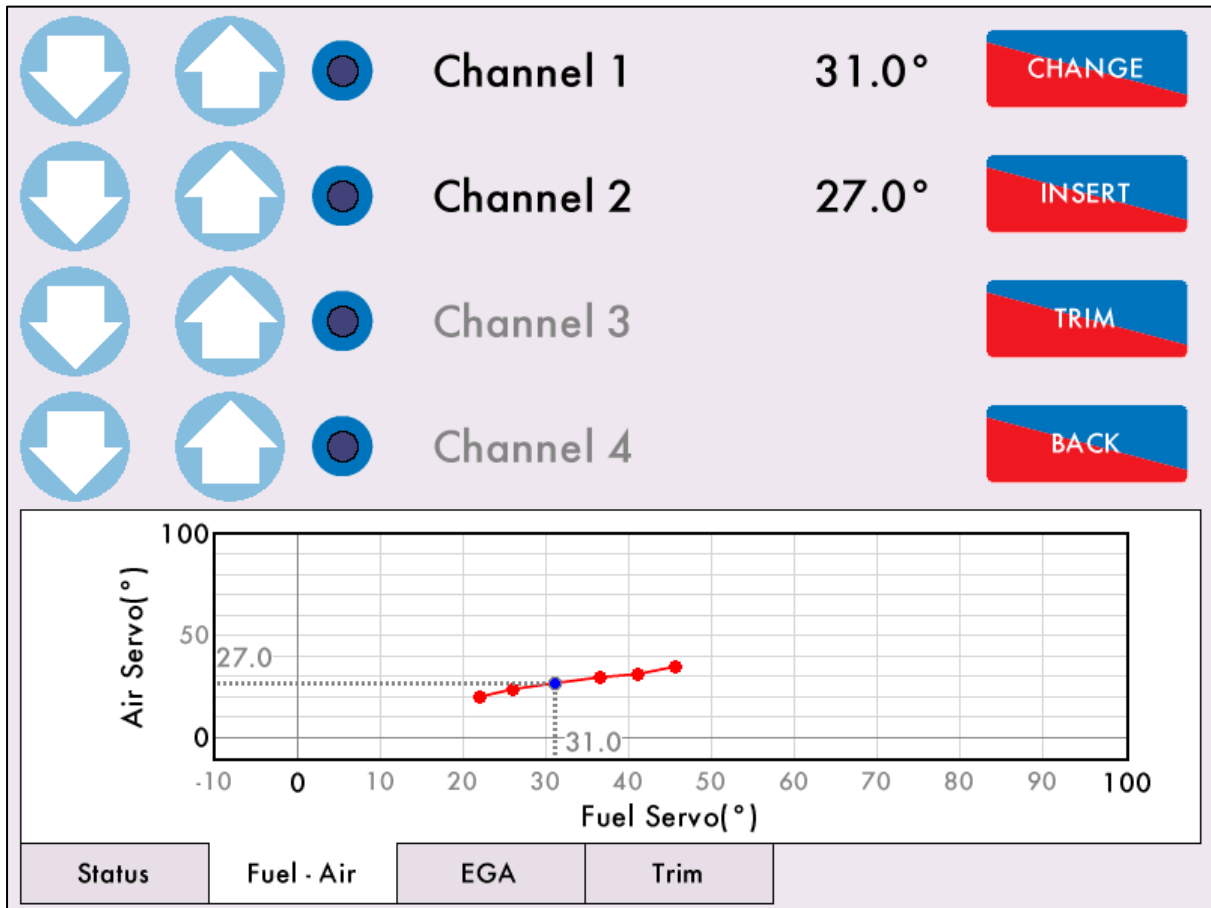 Channel 1 31.0° CHANGE
Channel 2 27.0° INSERT
Channel 3 TRIM
Channel 4 BACK
100
50
27.0
0
31.0
Air Servo(°)
-10 0 10 20 30 40 50 60 70 80 90 100
Fuel Servo(°)
Status Fuel - Air EGA Trim